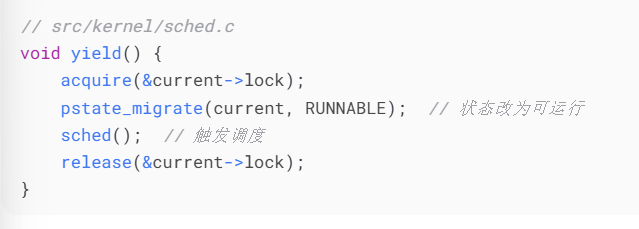 // src/kernel/sched.c
void yield() {
    acquire(&current->lock);
    pstate_migrate(current, RUNNABLE);  // 状态改为可运行
    sched();  // 触发调度
    release(&current->lock);
}